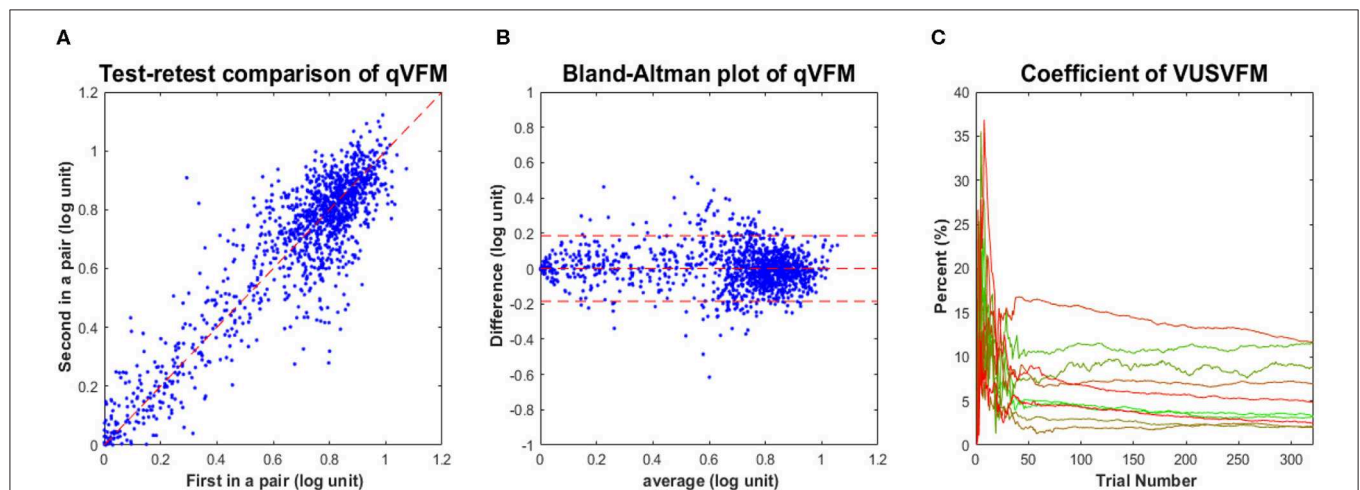 A
Test-retest comparison of qVFM
1.2
1
0.8
0.6
0.4
0.2
0
Second in a pair (log unit)
0 0.2 0.4 0.6 0.8 1 1.2
First in a pair (log unit)
B
Bland-Altman plot of qVFM
1
0.8
0.6
0.4
0.2
0
-0.2
-0.4
-0.6
-0.8
-1
Difference (log unit)
0 0.2 0.4 0.6 0.8 1 1.2
average (log unit)
C
Coefficient of VUSVFM
40
35
30
25
20
15
10
5
0
Percent (%)
0 50 100 150 200 250 300
Trial Number